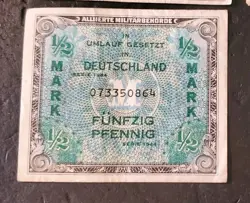 ALLIIERTE MILITÄRBEHÖRDE
1/2
IN
UMLAUF GESETZT
IN
DEUTSCHLAND
SERIE 1944
1/2
MARK
MARK
073350864
FÜNFZIG
PFENNIG
SERIE 1944
1/2
1/2